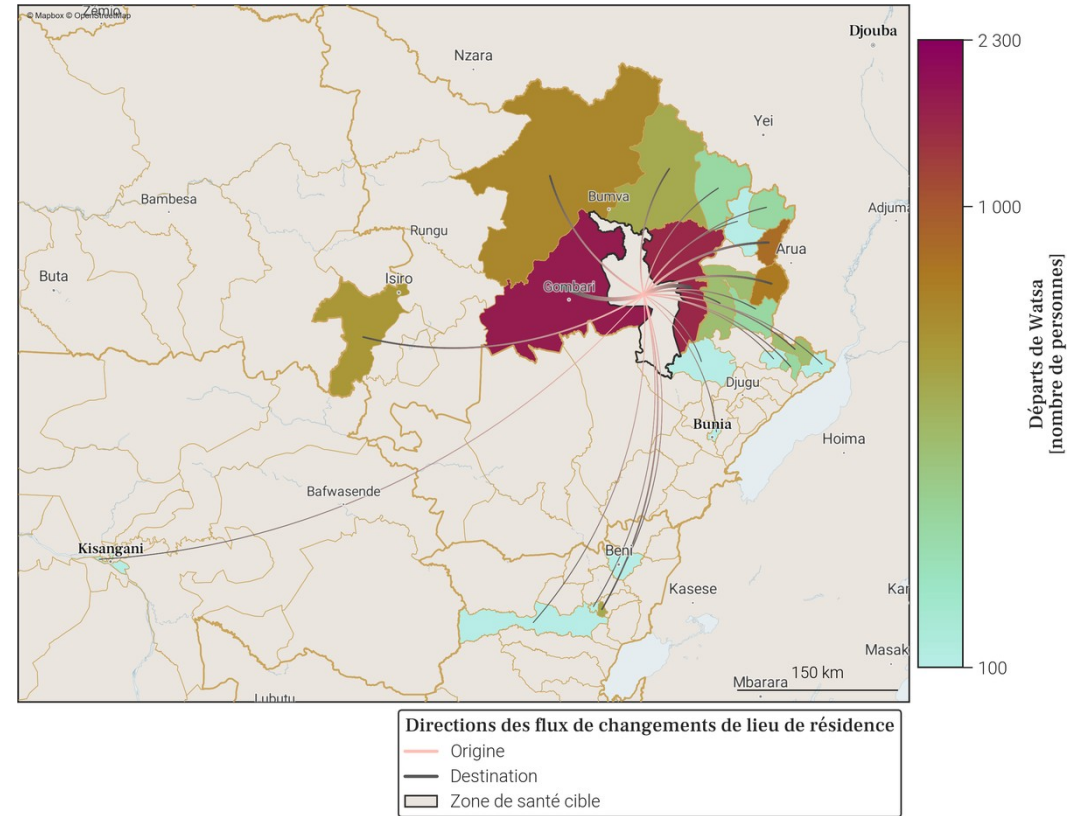 © Mapbox © OpenStreetMap
Zémio
Djouba
Nzara
Yei
Bambesa
Bumva
Adjuma
Rungu
Arua
Buta
Isiro
Gombari
Djugu
Bunia
Hoima
Bafwasende
Kisangani
Beni
Kasese
Kar
Masak
150 km
Mbarara
Lubutu
2 300
1 000
100
Départs de Watsa
[nombre de personnes]
Directions des flux de changements de lieu de résidence
Origine
Destination
Zone de santé cible